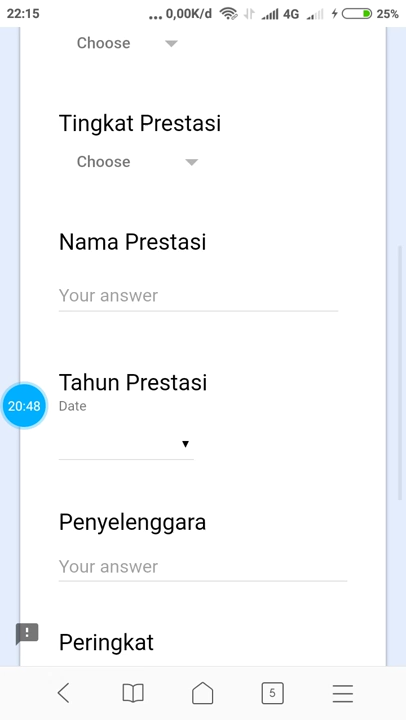 22:15 ... 0,00K/d 4G 25%
Choose
Tingkat Prestasi
Choose
Nama Prestasi
Your answer
Tahun Prestasi
20:48
Date
Penyelenggara
Your answer
!
Peringkat
5